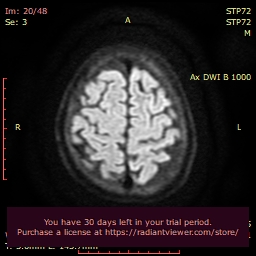 Im: 20/48
Se: 3
A
STP72
STP72
M
Ax DWI B 1000
R
L
You have 30 days left in your trial period.
Purchase a license at https://radiantviewer.com/store/